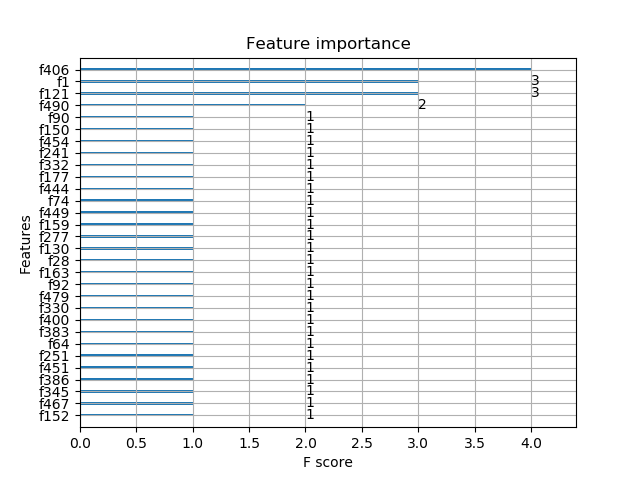 Feature importance
f406
f1 3
f121 3
f490 2
f90 1
f150 1
f454 1
f241 1
f332 1
f177 1
f444 1
f74 1
f449 1
f159 1
f277 1
f130 1
f28 1
f163 1
f92 1
f479 1
f330 1
f400 1
f383 1
f64 1
f251 1
f451 1
f386 1
f345 1
f467 1
f152 1
Features
0.0 0.5 1.0 1.5 2.0 2.5 3.0 3.5 4.0
F score